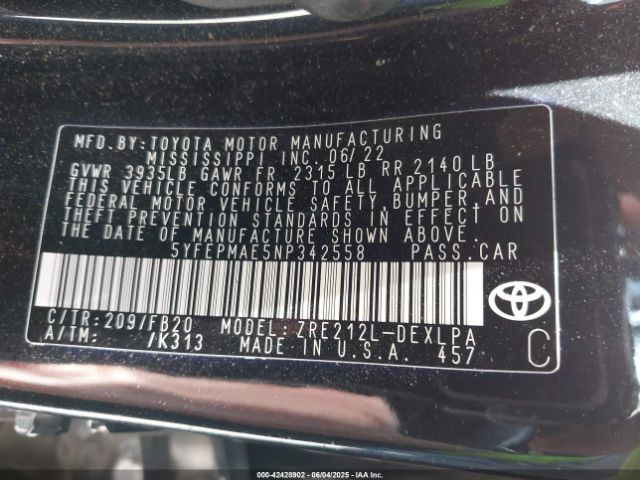 MFD.BY:TOYOTA MOTOR MANUFACTURING
MISSISSIPPI INC. 06/22
GVWR 3935LB GAWR FR 2315 LB RR 2140 LB
THIS VEHICLE CONFORMS TO ALL APPLICABLE
FEDERAL MOTOR VEHICLE SAFETY,BUMPER,AND
THEFT PREVENTION STANDARDS IN EFFECT ON
THE DATE OF MANUFACTURE SHOWN ABOVE.
5YFEPMAE5NP342558 PASS.CAR
C/TR:209/FB20 MODEL:ZRE212L-DEXLPA
A/TM: /K313 MADE IN U.S.A. 457
C
000-42428902 - 06/04/2025 - IAA Inc.